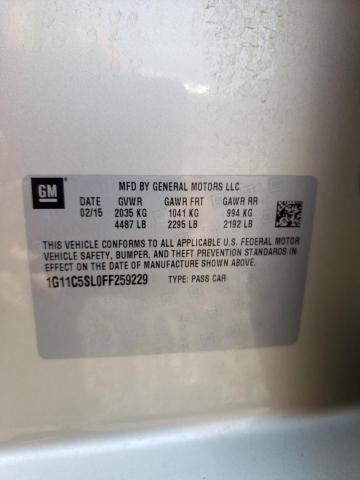 GM
MFD BY GENERAL MOTORS LLC
DATE GVWR GAWR FRT GAWR RR
02/15 2035 KG 1041 KG 994 KG
4487 LB 2295 LB 2192 LB
THIS VEHICLE CONFORMS TO ALL APPLICABLE U.S. FEDERAL MOTOR
VEHICLE SAFETY, BUMPER, AND THEFT PREVENTION STANDARDS IN
EFFECT ON THE DATE OF MANUFACTURE SHOWN ABOVE.
1G11C5SL0FF259229 TYPE: PASS CAR